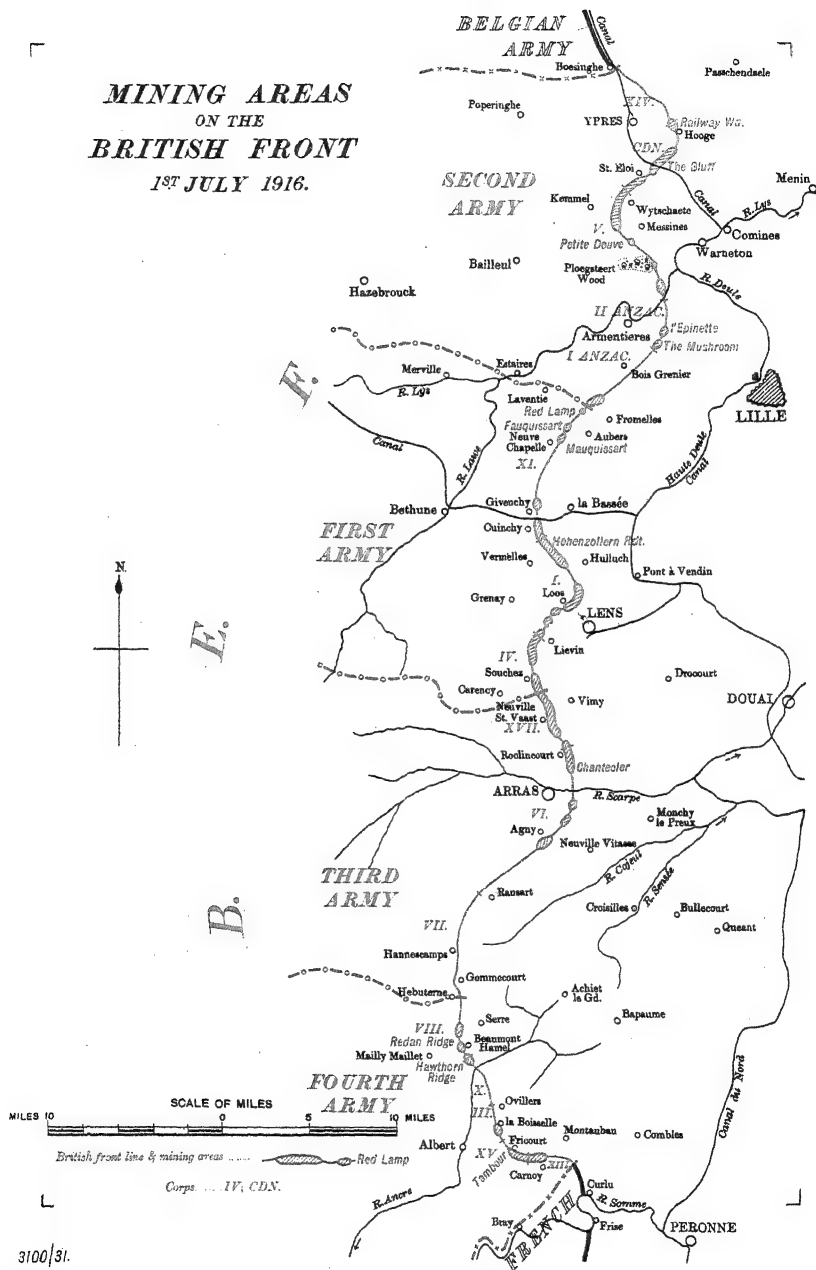 BELGIAN
ARMY
Canal
Boesinghe
Passchendaele
MINING AREAS
ON THE
BRITISH FRONT
1ST JULY 1916.
Poperinghe
XIV.
YPRES
Railway Wd.
Hooge
CDN.
The Bluff
St. Eloi
SECOND
ARMY
Menin
Kemmel
Wytschaete
Canal
R. Lys
V.
Messines
Comines
Petite Douve
Warneton
Bailleul
Ploegsteert
Wood
Hazebrouck
R. Deule
II ANZAC.
Armentieres
l'Epinette
The Mushroom
I ANZAC.
Estaires
Merville
Bois Grenier
R. Lys
Laventie
LILLE
F.
Red Lamp
Fromelles
Fauquissart
Neuve
Chapelle
Aubers
Mauquissart
Canal
R. Lawe
XI.
Haute Deule
Canal
Givenchy
la Bassée
Bethune
FIRST
ARMY
Cuinchy
Hohenzollern Rdt.
Vermelles
Hulluch
N.
I.
Pont à Vendin
Grenay
Loos
LENS
E.
Lievin
IV.
Souchez
Drocourt
Carency
Vimy
DOUAI
Neuville
St. Vaast
XVII.
Roclincourt
Chantecler
ARRAS
R. Scarpe
VI.
Monchy
le Preux
Agny
Neuville Vitasse
R. Cojeul
THIRD
ARMY
R. Sensée
Ransart
Croisilles
Bullecourt
B.
VII.
Queant
Hannescamps
Gommecourt
Hebuterne
Achiet
le Gd.
Bapaume
Serre
VIII.
Redan Ridge
Beaumont
Hamel
Mailly Maillet
Hawthorn
Ridge
FOURTH
ARMY
X.
Ovillers
III.
Canal du Nord
SCALE OF MILES
MILES 10 5 0 5 10 MILES
la Boisselle
Montauban
Combles
Albert
Fricourt
XV.
British front line & mining areas ...... Red Lamp
Tambour
Carnoy
XIII.
Corps .... IV; CDN.
Curlu
R. Ancre
R. Somme
Bray
FRENCH
Frise
PERONNE
3100/31.